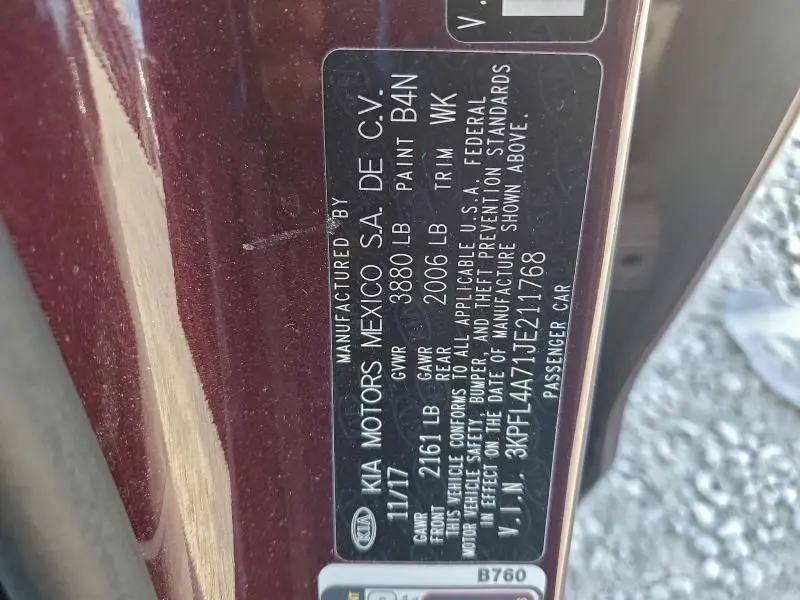 MANUFACTURED BY
KIA KIA MOTORS MEXICO S.A. DE C.V.
11/17 GVWR 3880 LB PAINT B4N
GAWR FRONT 2161 LB GAWR REAR 2006 LB TRIM WK
THIS VEHICLE CONFORMS TO ALL APPLICABLE U.S.A. FEDERAL
MOTOR VEHICLE SAFETY, BUMPER, AND THEFT PREVENTION STANDARDS
IN EFFECT ON THE DATE OF MANUFACTURE SHOWN ABOVE.
V.I.N. 3KPFL4A71JE211768
PASSENGER CAR
B760